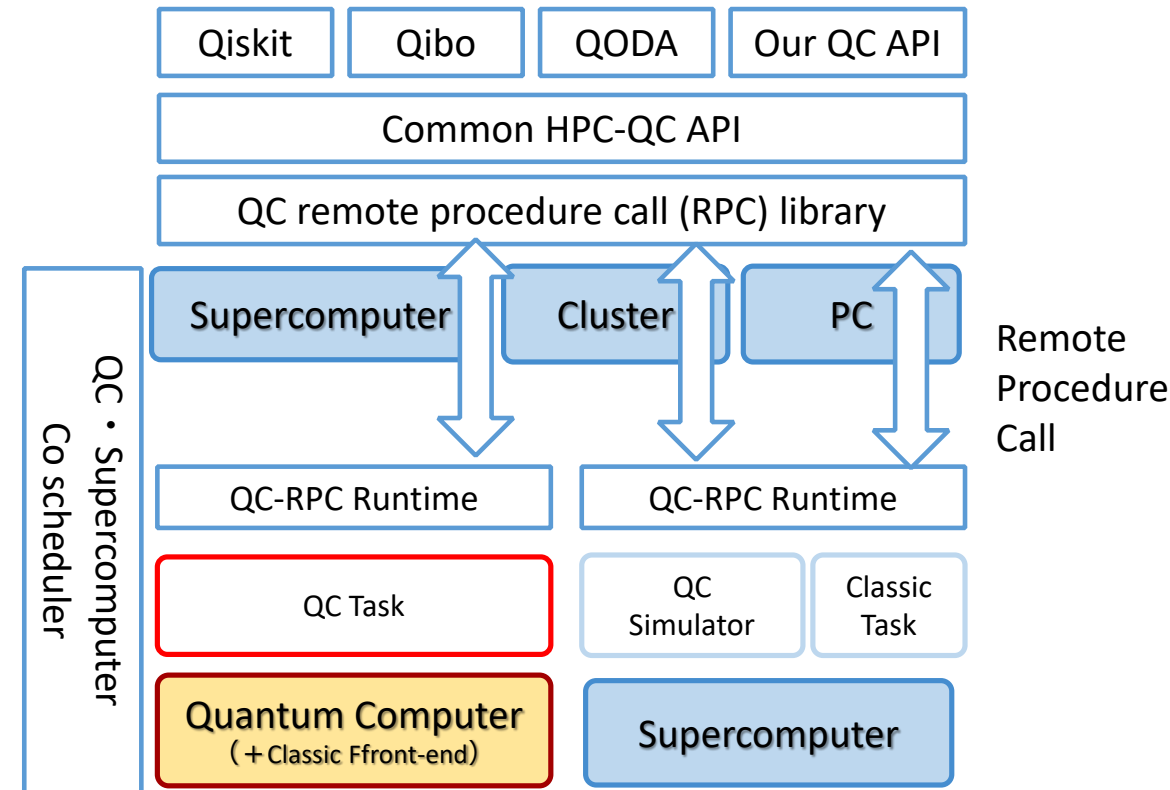 Qiskit
Qibo
QODA
Our QC API
Common HPC-QC API
QC remote procedure call (RPC) library
Supercomputer
Cluster
PC
Remote
Procedure
Call
QC・Supercomputer
Co scheduler
QC-RPC Runtime
QC-RPC Runtime
QC Task
QC
Simulator
Classic
Task
Quantum Computer
(+Classic Ffront-end)
Supercomputer